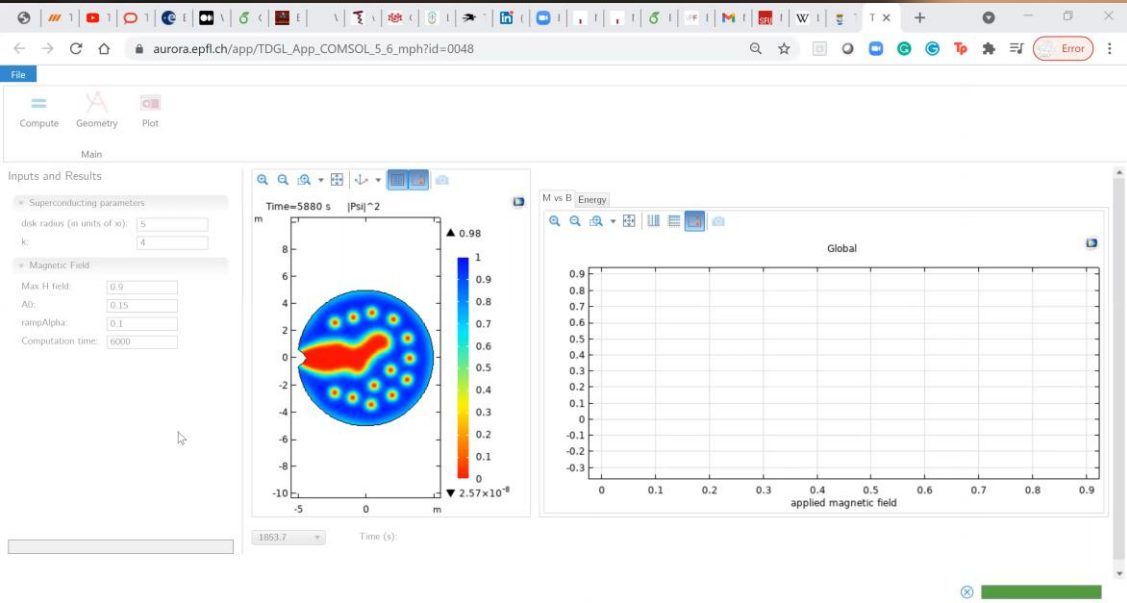 Error
aurora.epfl.ch/app/TDGL_App_COMSOL_5_6_mph?id=0048
File
Compute Geometry Plot
Main
Inputs and Results
Superconducting parameters
disk radius (in units of xi): 5
k: 4
Magnetic Field
Max H field: 0.9
A0: 0.15
rampAlpha: 0.1
Computation time: 6000
Time=5880 s |Psi|^2
m
8
6
4
2
0
-2
-4
-6
-8
-10
-5 0 m
▲ 0.98
1
0.9
0.8
0.7
0.6
0.5
0.4
0.3
0.2
0.1
0
▼ 2.57×10⁻⁸
1853.7 Time (s):
M vs B Energy
Global
0.9
0.8
0.7
0.6
0.5
0.4
0.3
0.2
0.1
0
-0.1
-0.2
-0.3
0 0.1 0.2 0.3 0.4 0.5 0.6 0.7 0.8 0.9
applied magnetic field